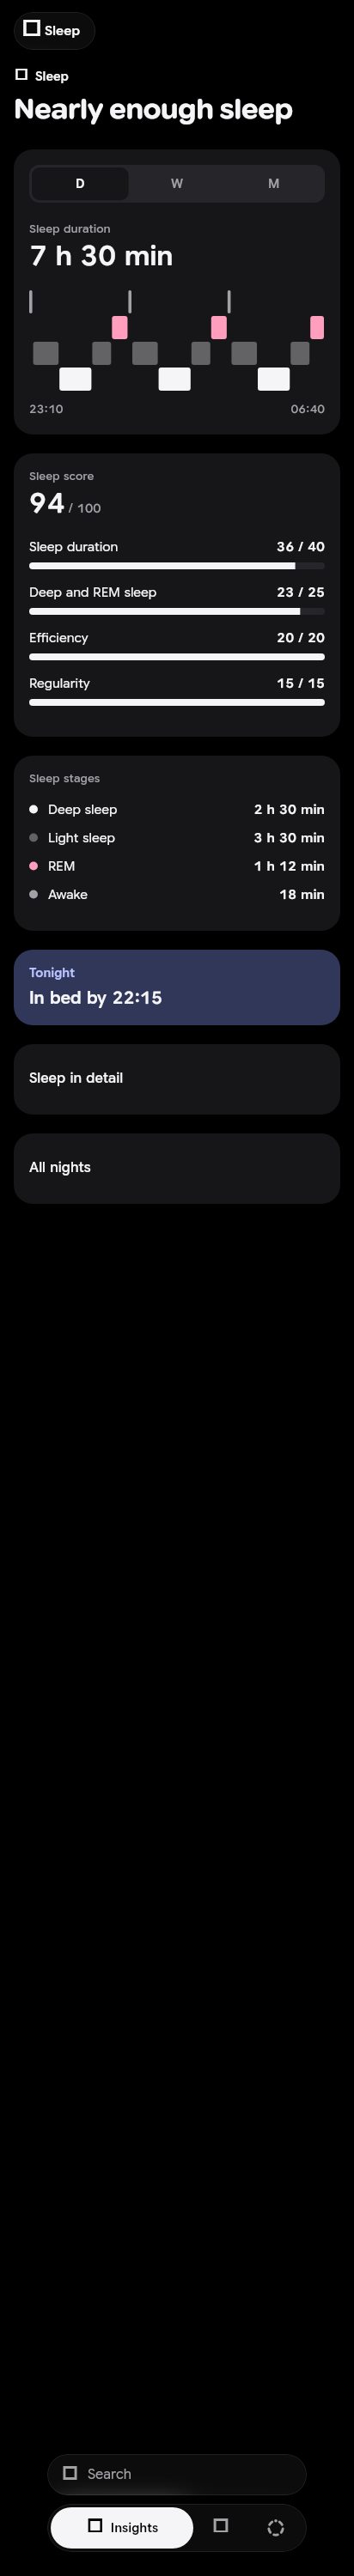 Sleep
Sleep
Nearly enough sleep
D W M
Sleep duration
7 h 30 min
23:10 06:40
Sleep score
94 / 100
Sleep duration 36 / 40
Deep and REM sleep 23 / 25
Efficiency 20 / 20
Regularity 15 / 15
Sleep stages
Deep sleep 2 h 30 min
Light sleep 3 h 30 min
REM 1 h 12 min
Awake 18 min
Tonight
In bed by 22:15
Sleep in detail
All nights
Search
Insights